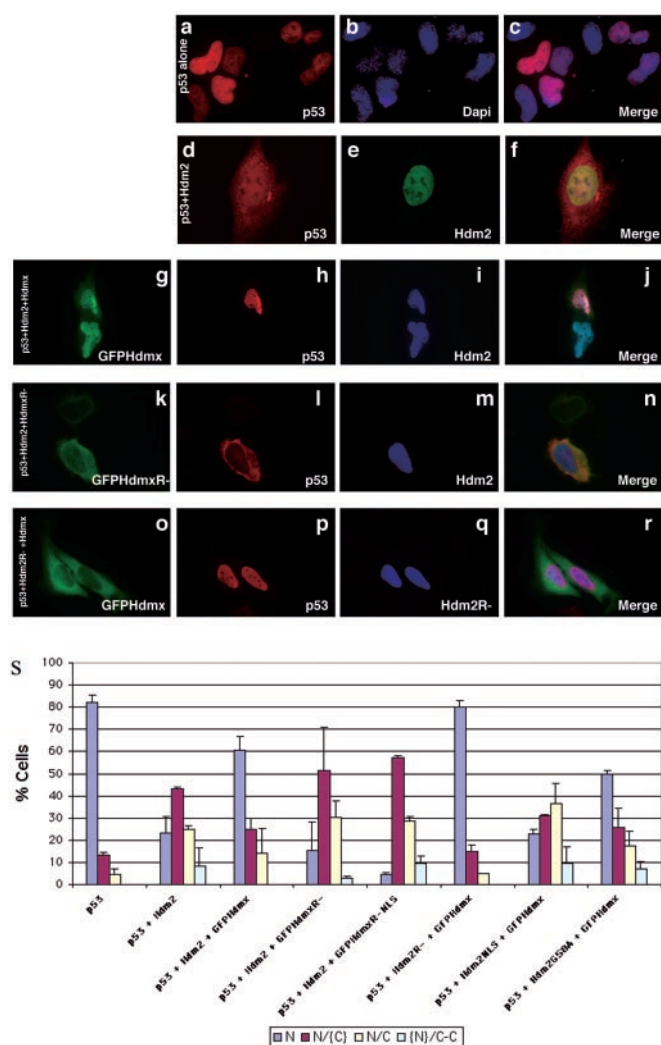 p53 alone
a
p53
b
Dapi
c
Merge
p53+Hdm2
d
p53
e
Hdm2
f
Merge
p53+Hdm2+Hdmx
g
GFPHdmx
h
p53
i
Hdm2
j
Merge
p53+Hdm2+HdmxR-
k
GFPHdmxR-
l
p53
m
Hdm2
n
Merge
p53+Hdm2R- +Hdmx
o
GFPHdmx
p
p53
q
Hdm2R-
r
Merge
S
% Cells
100
90
80
70
60
50
40
30
20
10
0
p53
p53 + Hdm2
p53 + Hdm2 + GFPHdmx
p53 + Hdm2 + GFPHdmxR-
p53 + Hdm2 + GFPHdmxR-NLS
p53 + Hdm2R- + GFPHdmx
p53 + Hdm2NLS + GFPHdmx
p53 + Hdm2G58A + GFPHdmx
N N/{C} N/C {N}/C-C